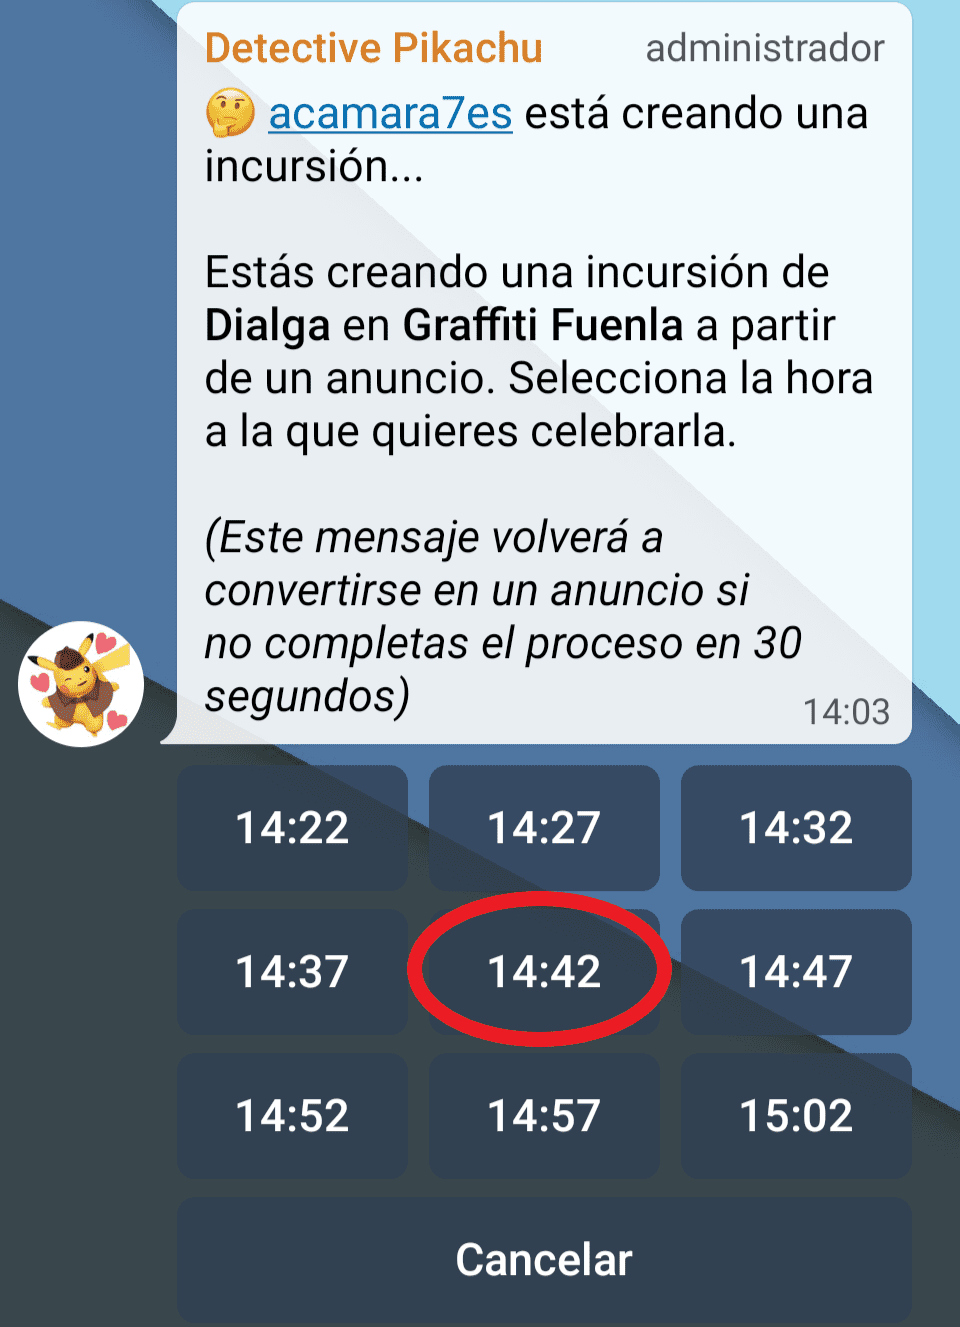 Detective Pikachu administrador
🤔 acamara7es está creando una
incursión...
Estás creando una incursión de
Dialga en Graffiti Fuenla a partir
de un anuncio. Selecciona la hora
a la que quieres celebrarla.
(Este mensaje volverá a
convertirse en un anuncio si
no completas el proceso en 30
segundos)
14:03
14:22 14:27 14:32
14:37 14:42 14:47
14:52 14:57 15:02
Cancelar